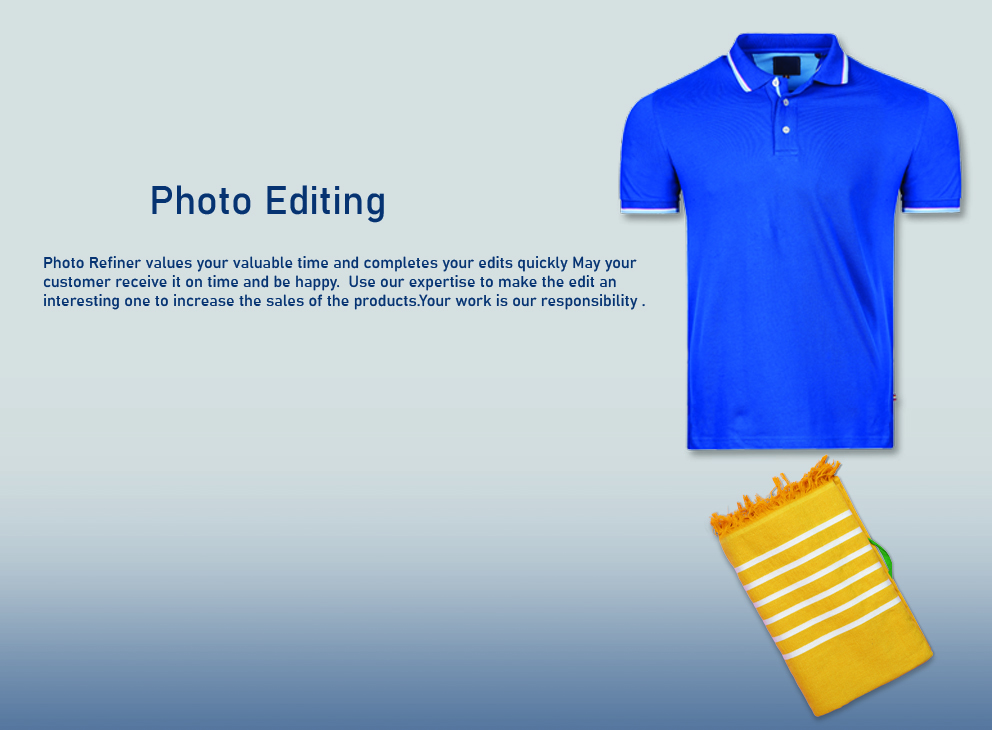 Photo Editing
Photo Refiner values your valuable time and completes your edits quickly May your
customer receive it on time and be happy.  Use our expertise to make the edit an
interesting one to increase the sales of the products.Your work is our responsibility .